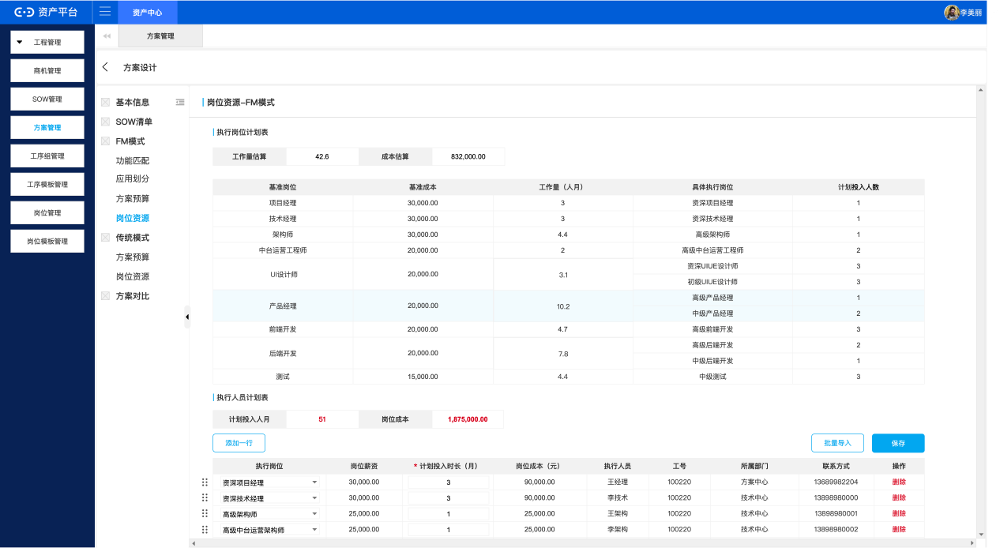 资产平台
资产中心
李美丽
工程管理
商机管理
SOW管理
方案管理
工序组管理
工序模板管理
岗位管理
岗位模板管理
方案管理
方案设计
基本信息
SOW清单
FM模式
功能匹配
应用划分
方案预算
岗位资源
传统模式
方案预算
岗位资源
方案对比
岗位资源–FM模式
执行岗位计划表
工作量估算 42.6 成本估算 832,000.00
基准岗位 基准成本 工作量（人月） 具体执行岗位 计划投入人数
项目经理 30,000.00 3 资深项目经理 1
技术经理 30,000.00 3 资深技术经理 1
架构师 30,000.00 4.4 高级架构师 1
中台运营工程师 20,000.00 2 高级中台运营工程师 2
UI设计师 20,000.00 3.1 资深UIUE设计师 3
初级UIUE设计师 3
产品经理 20,000.00 10.2 高级产品经理 1
中级产品经理 2
前端开发 20,000.00 4.7 高级前端开发 3
后端开发 20,000.00 7.8 高级后端开发 2
中级后端开发 1
测试 15,000.00 4.4 中级测试 3
执行人员计划表
计划投入人月 51 岗位成本 1,875,000.00
添加一行 批量导入 保存
执行岗位 岗位薪资 * 计划投入时长（月） 岗位成本（元） 执行人员 工号 所属部门 联系方式 操作
资深项目经理 30,000.00 3 90,000.00 王经理 100220 方案中心 13689982204 删除
资深技术经理 30,000.00 3 90,000.00 李技术 100220 技术中心 13898980000 删除
高级架构师 25,000.00 1 25,000.00 王架构 100220 技术中心 13898980001 删除
高级中台运营架构师 25,000.00 1 25,000.00 李架构 100220 技术中心 13898980002 删除